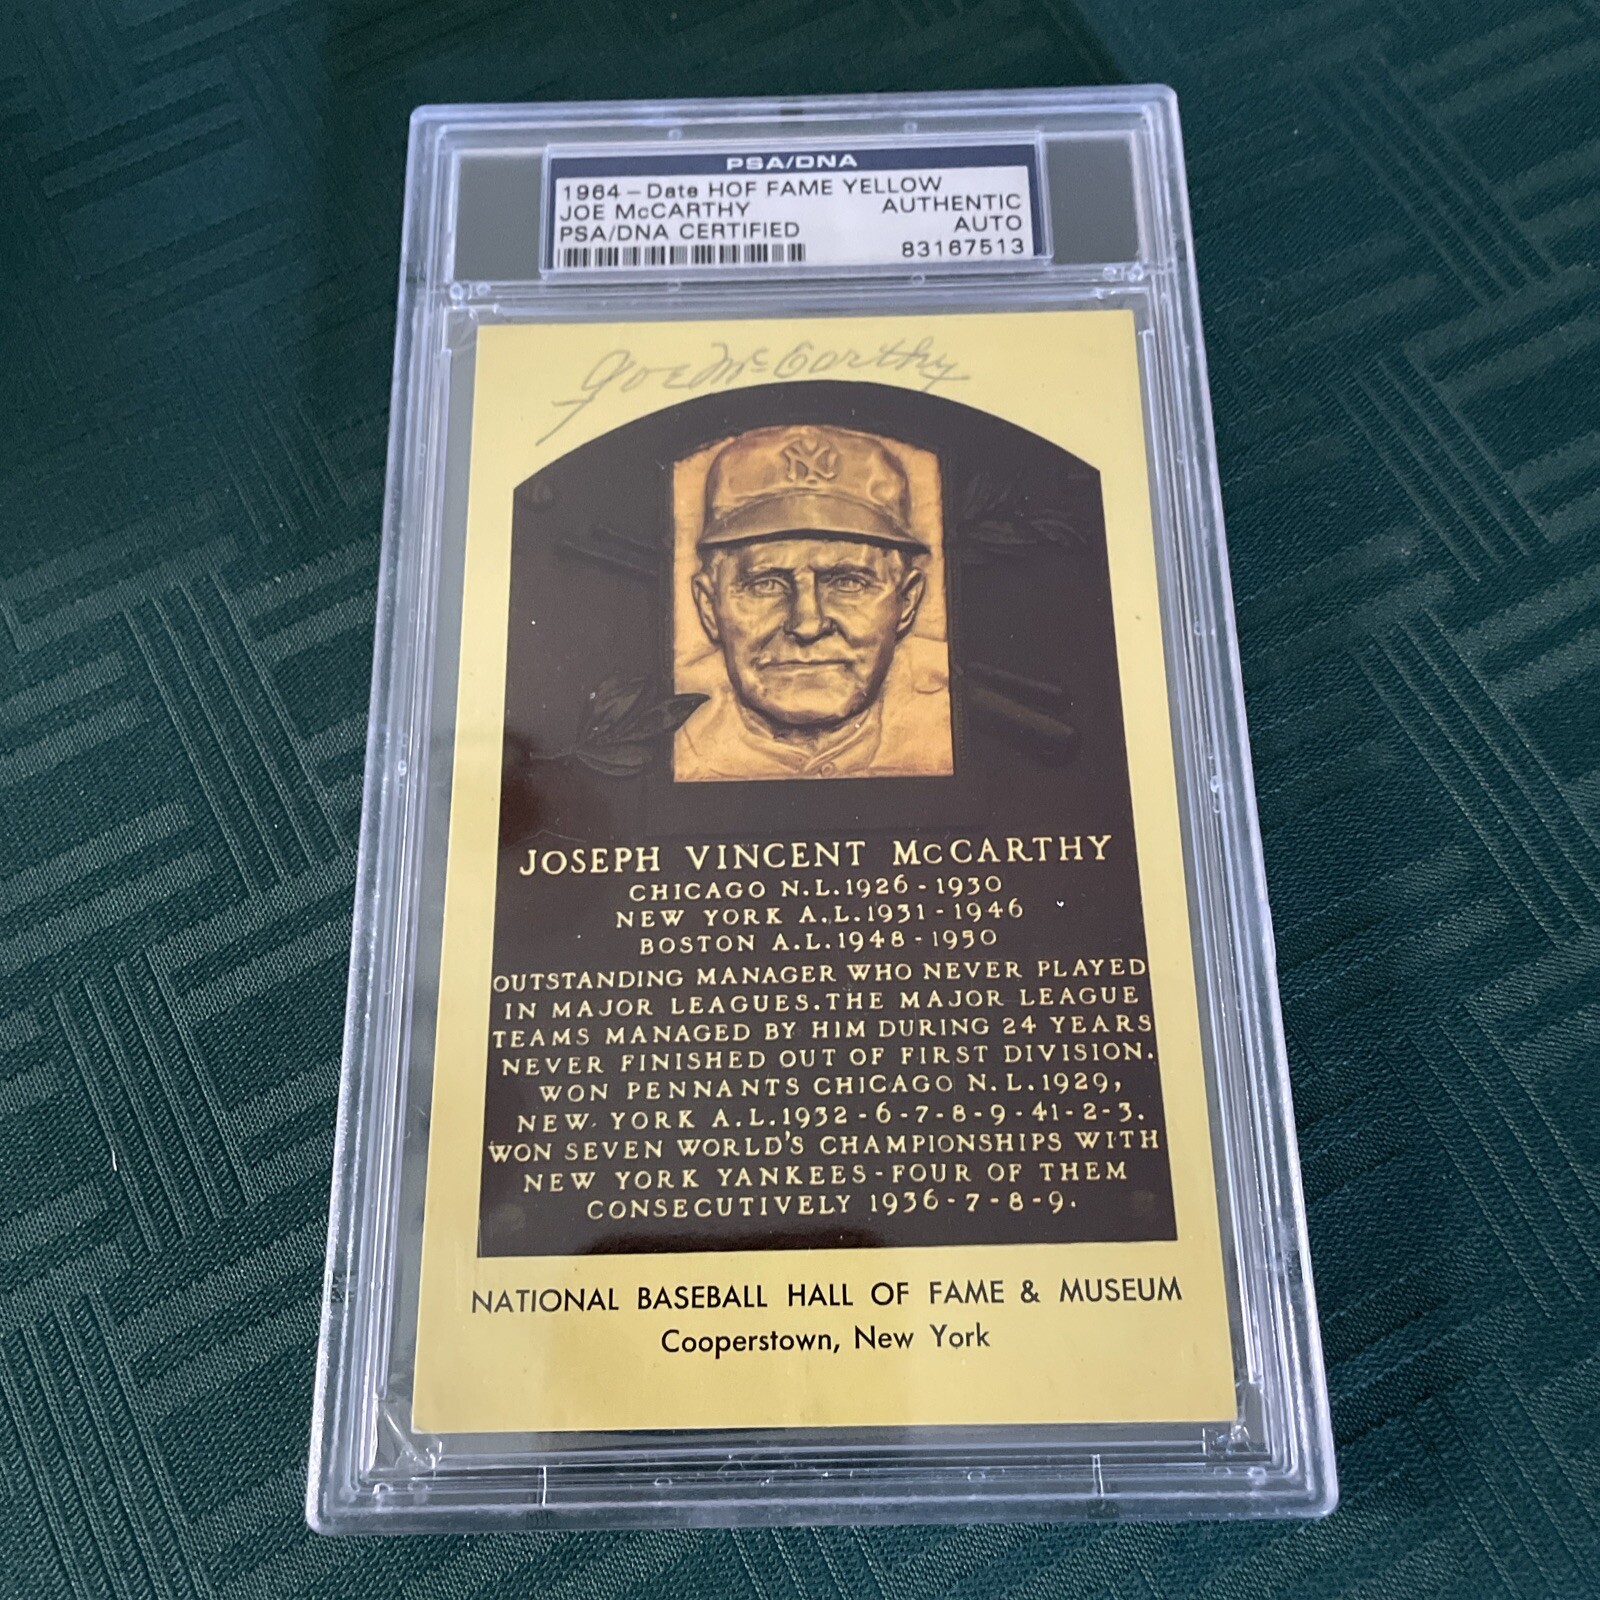 PSA/DNA
1964-Date HOF FAME YELLOW
JOE McCARTHY AUTHENTIC
PSA/DNA CERTIFIED AUTO
83167513
Joe McCarthy
NY
JOSEPH VINCENT McCARTHY
CHICAGO N.L. 1926-1930
NEW YORK A.L. 1931-1946
BOSTON A.L. 1948-1950
OUTSTANDING MANAGER WHO NEVER PLAYED
IN MAJOR LEAGUES. THE MAJOR LEAGUE
TEAMS MANAGED BY HIM DURING 24 YEARS
NEVER FINISHED OUT OF FIRST DIVISION.
WON PENNANTS CHICAGO N.L. 1929,
NEW YORK A.L. 1932-6-7-8-9-41-2-3.
WON SEVEN WORLD'S CHAMPIONSHIPS WITH
NEW YORK YANKEES-FOUR OF THEM
CONSECUTIVELY 1936-7-8-9.
NATIONAL BASEBALL HALL OF FAME & MUSEUM
Cooperstown, New York